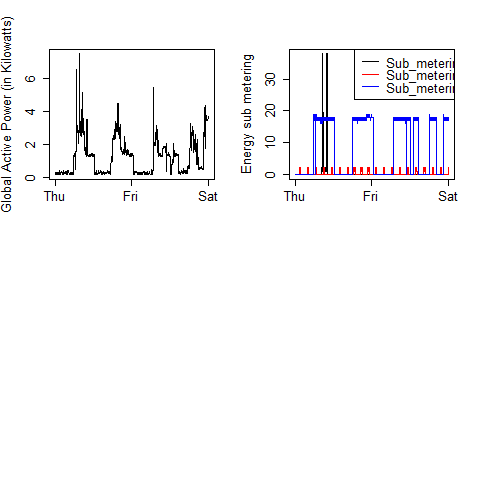 Global Active Power (in Kilowatts)
0 2 4 6
Thu Fri Sat
Energy sub metering
0 10 20 30
Sub_meterin
Sub_meterin
Sub_meterin
Thu Fri Sat